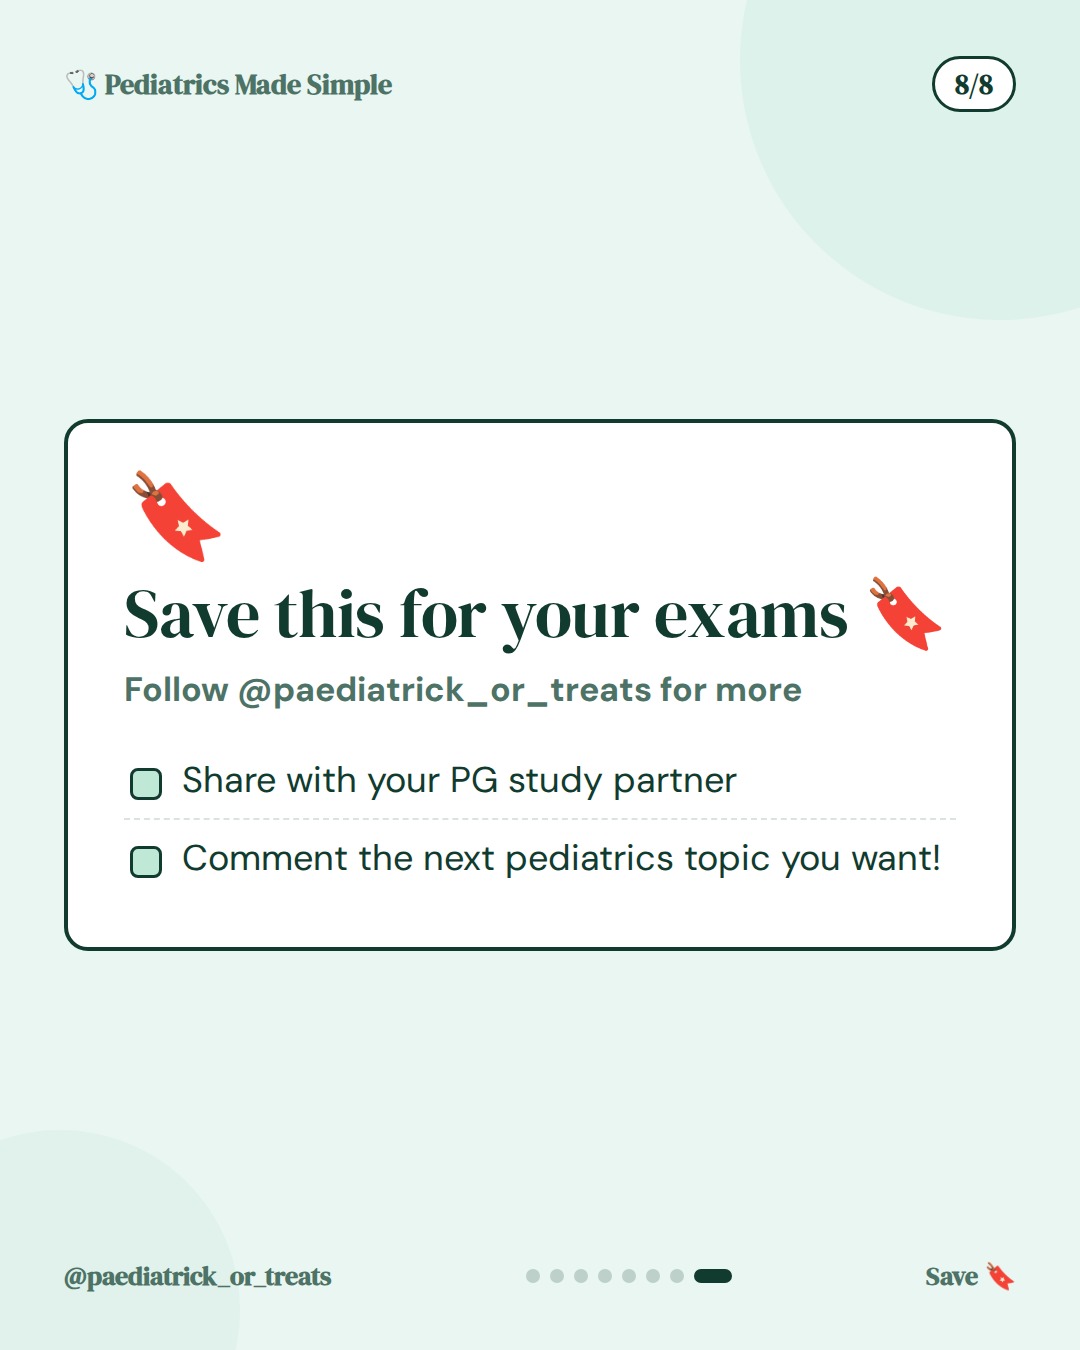 🩺 Pediatrics Made Simple
8/8
🔖
Save this for your exams 🔖
Follow @paediatrick_or_treats for more
Share with your PG study partner
Comment the next pediatrics topic you want!
@paediatrick_or_treats
Save 🔖